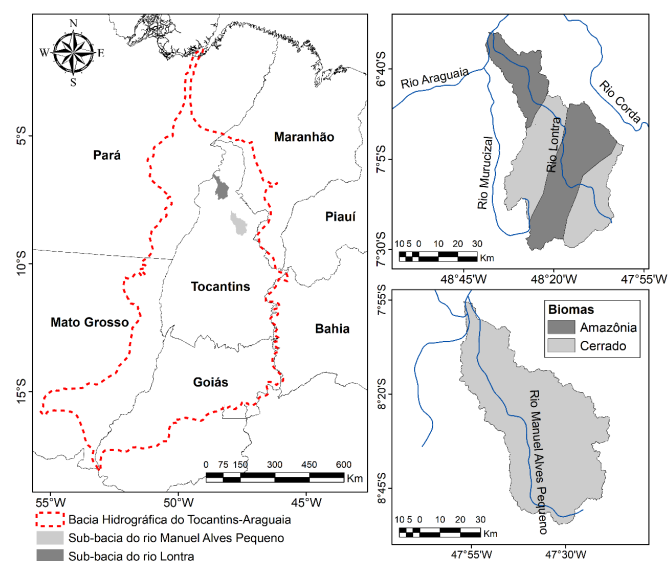 N
W
E
S
Pará
Maranhão
Piauí
Tocantins
Mato Grosso
Bahia
Goiás
5°S
10°S
15°S
0 75 150 300 450 600
Km
55°W
50°W
45°W
Bacia Hidrográfica do Tocantins-Araguaia
Sub-bacia do rio Manuel Alves Pequeno
Sub-bacia do rio Lontra
6°40'S
7°5'S
7°30'S
Rio Araguaia
Rio Corda
Rio Lontra
Rio Murucizal
10 5 0 10 20 30
Km
48°45'W
48°20'W
47°55'W
7°55'S
8°20'S
8°45'S
Biomas
Amazônia
Cerrado
Rio Manuel Alves Pequeno
10 5 0 10 20 30
Km
47°55'W
47°30'W